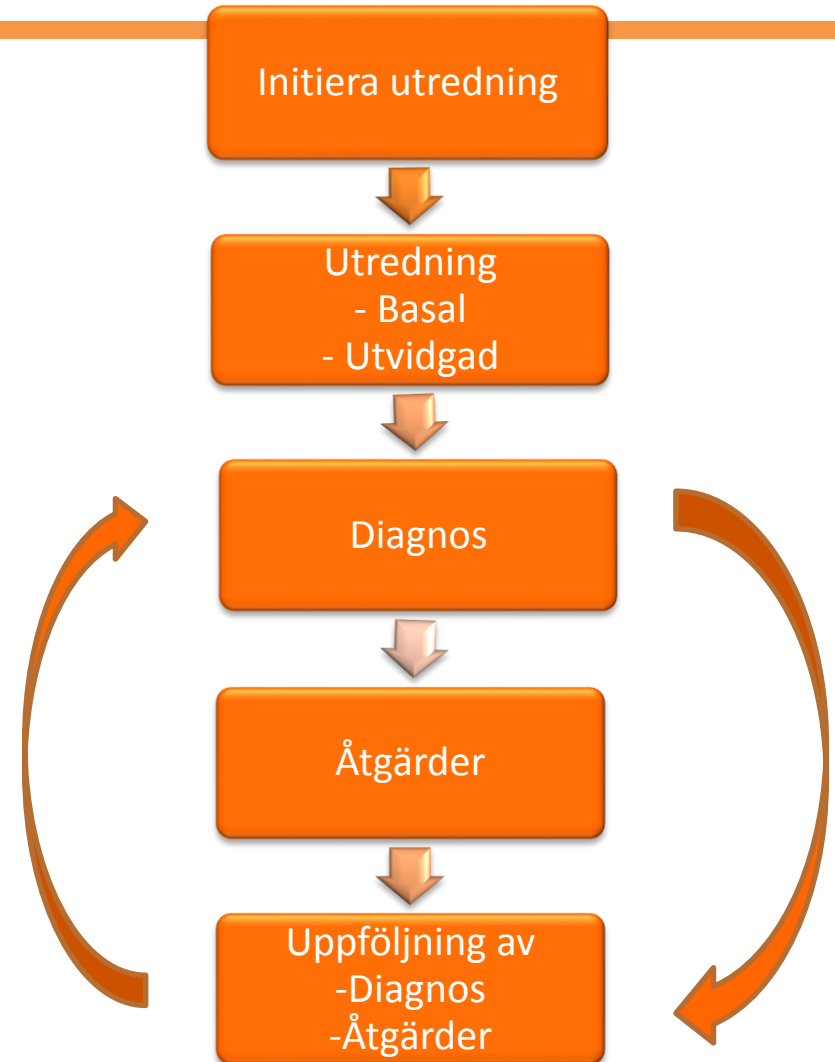 Initiera utredning
Utredning
- Basal
- Utvidgad
Diagnos
Åtgärder
Uppföljning av
-Diagnos
-Åtgärder